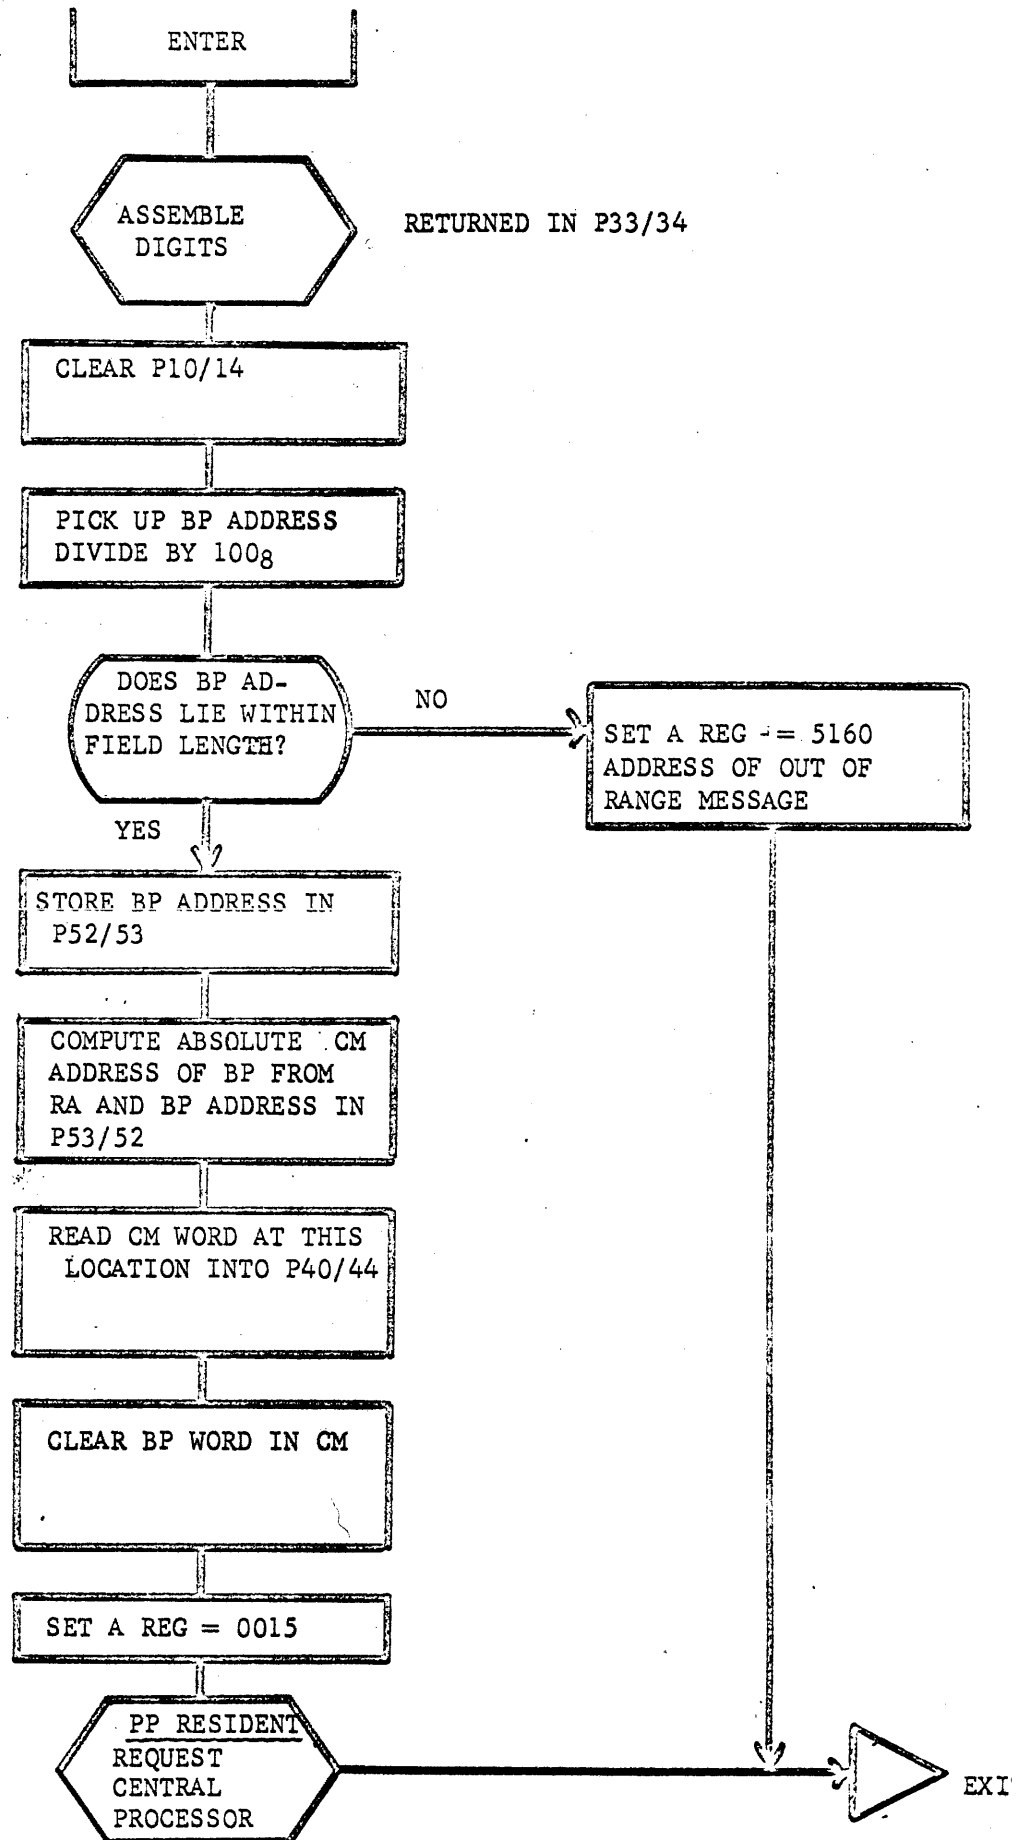 ENTER
ASSEMBLE
DIGITS
RETURNED IN P33/34
CLEAR P10/14
PICK UP BP ADDRESS
DIVIDE BY 100₈
DOES BP AD-
DRESS LIE WITHIN
FIELD LENGTH?
NO
SET A REG -= 5160
ADDRESS OF OUT OF
RANGE MESSAGE
YES
STORE BP ADDRESS IN
P52/53
COMPUTE ABSOLUTE CM
ADDRESS OF BP FROM
RA AND BP ADDRESS IN
P53/52
READ CM WORD AT THIS
LOCATION INTO P40/44
CLEAR BP WORD IN CM
SET A REG = 0015
PP RESIDENT
REQUEST
CENTRAL
PROCESSOR
EXI